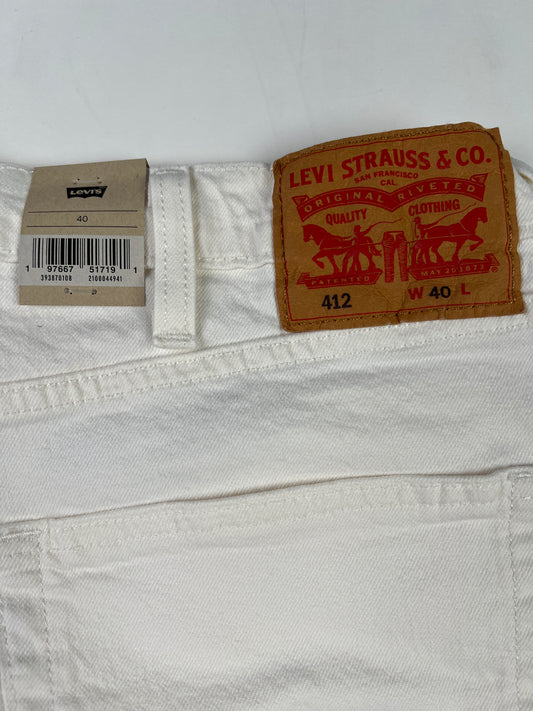 LEVI'S
40
1 97667 51719 1
393870108 2100044941
LEVI STRAUSS & CO.
SAN FRANCISCO
CAL.
ORIGINAL RIVETED
QUALITY CLOTHING
PATENTED MAY 20 1873
412 W 40 L